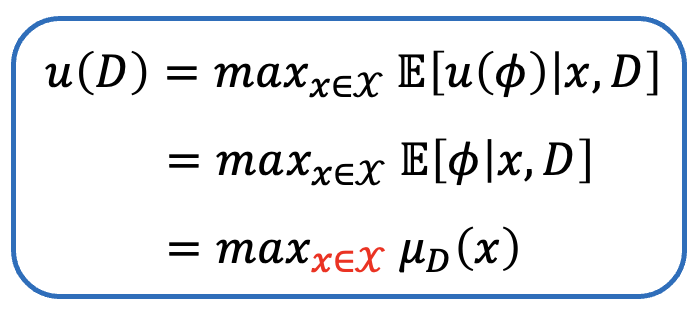 u(D) = max_{x∈𝒳} 𝔼[u(ϕ)|x, D]
= max_{x∈𝒳} 𝔼[ϕ|x, D]
= max_{x∈𝒳} μ_D(x)